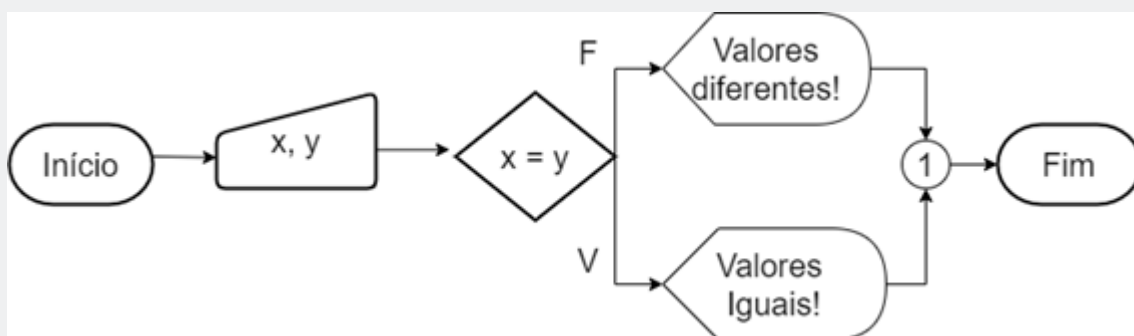 Início
x, y
x = y
F
Valores
diferentes!
V
Valores
Iguais!
1
Fim